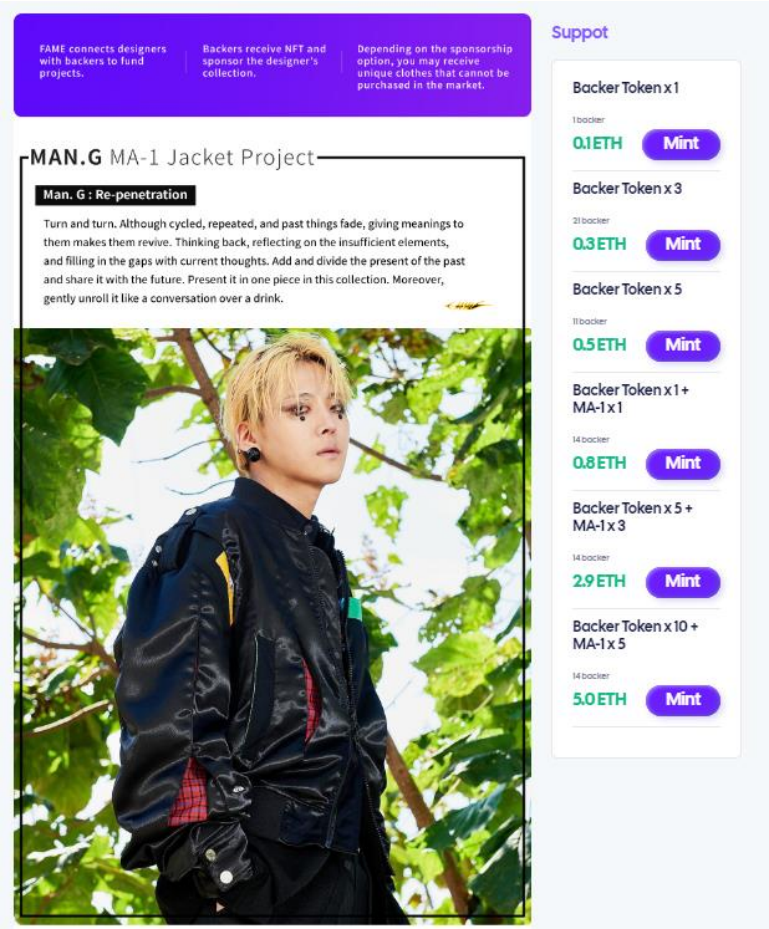 FAME connects designers
with backers to fund
projects.
Backers receive NFT and
sponsor the designer's
collection.
Depending on the sponsorship
option, you may receive
unique clothes that cannot be
purchased in the market.
MAN.G MA-1 Jacket Project
Man. G : Re-penetration
Turn and turn. Although cycled, repeated, and past things fade, giving meanings to
them makes them revive. Thinking back, reflecting on the insufficient elements,
and filling in the gaps with current thoughts. Add and divide the present of the past
and share it with the future. Present it in one piece in this collection. Moreover,
gently unroll it like a conversation over a drink.
Suppot
Backer Token x 1
1 backer
0.1 ETH
Mint
Backer Token x 3
21 backer
0.3 ETH
Mint
Backer Token x 5
11 backer
0.5 ETH
Mint
Backer Token x 1 +
MA-1 x 1
14 backer
0.8 ETH
Mint
Backer Token x 5 +
MA-1 x 3
14 backer
2.9 ETH
Mint
Backer Token x 10 +
MA-1 x 5
14 backer
5.0 ETH
Mint